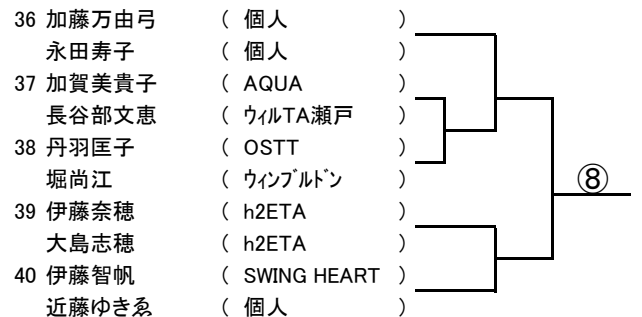 36 加藤万由弓 ( 個人 )
永田寿子 ( 個人 )
37 加賀美貴子 ( AQUA )
長谷部文恵 ( ｳｨﾙTA瀬戸 )
38 丹羽匡子 ( OSTT )
堀尚江 ( ｳｨﾝﾌﾞﾙﾄﾞﾝ )
⑧
39 伊藤奈穂 ( h2ETA )
大島志穂 ( h2ETA )
40 伊藤智帆 ( SWING HEART )
近藤ゆきゑ ( 個人 )